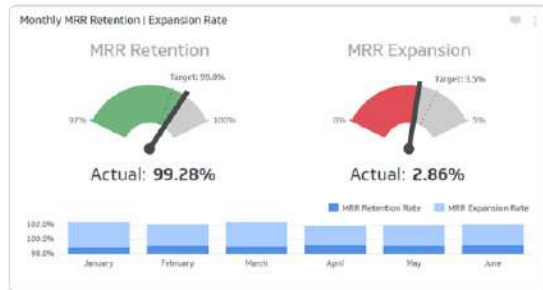 Monthly MRR Retention | Expansion Rate
MRR Retention
MRR Expansion
Target: 99.0%
Target: 3.5%
97%
100%
0%
5%
Actual: 99.28%
Actual: 2.86%
MRR Retention Rate
MRR Expansion Rate
102.0%
100.0%
98.0%
January
February
March
April
May
June